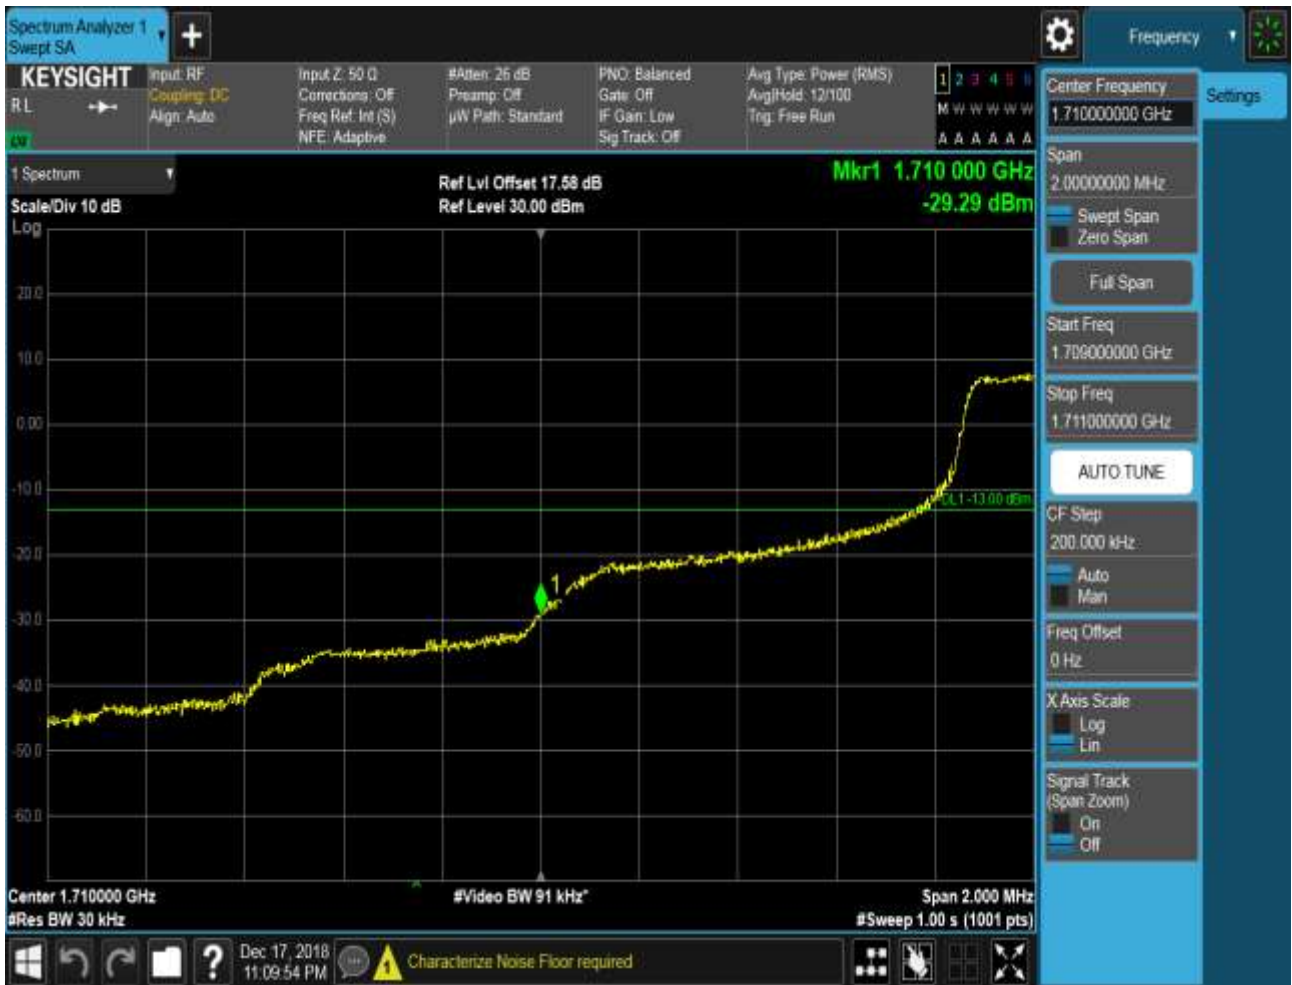 Spectrum Analyzer 1
Swept SA
Frequency
KEYSIGHT
RL
Input: RF
Coupling: DC
Align: Auto
Input Z: 50 Ω
Corrections: Off
Freq Ref: Int (S)
NFE: Adaptive
#Atten: 26 dB
Preamp: Off
µW Path: Standard
PNO: Balanced
Gate: Off
IF Gain: Low
Sig Track: Off
Avg Type: Power (RMS)
Avg|Hold: 12/100
Trig: Free Run
1 2 3 4 5 6
M W W W W W
A A A A A A
1 Spectrum
Scale/Div 10 dB
Log
Ref Lvl Offset 17.58 dB
Ref Level 30.00 dBm
Mkr1 1.710 000 GHz
-29.29 dBm
20.0
10.0
0.00
-10.0
-20.0
-30.0
-40.0
-50.0
-60.0
DL1 -13.00 dBm
1
Center 1.710000 GHz
#Res BW 30 kHz
#Video BW 91 kHz*
Span 2.000 MHz
#Sweep 1.00 s (1001 pts)
Settings
Center Frequency
1.710000000 GHz
Span
2.00000000 MHz
Swept Span
Zero Span
Full Span
Start Freq
1.709000000 GHz
Stop Freq
1.711000000 GHz
AUTO TUNE
CF Step
200.000 kHz
Auto
Man
Freq Offset
0 Hz
X Axis Scale
Log
Lin
Signal Track
(Span Zoom)
On
Off
?
Dec 17, 2018
11:09:54 PM
1
Characterize Noise Floor required